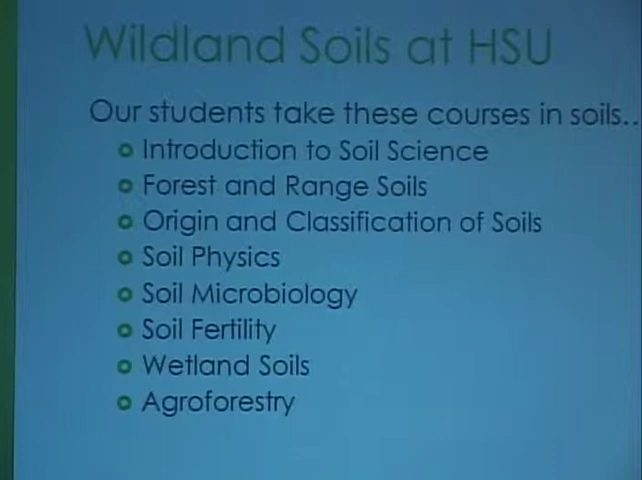 Wildland Soils at HSU
Our students take these courses in soils…
Introduction to Soil Science
Forest and Range Soils
Origin and Classification of Soils
Soil Physics
Soil Microbiology
Soil Fertility
Wetland Soils
Agroforestry